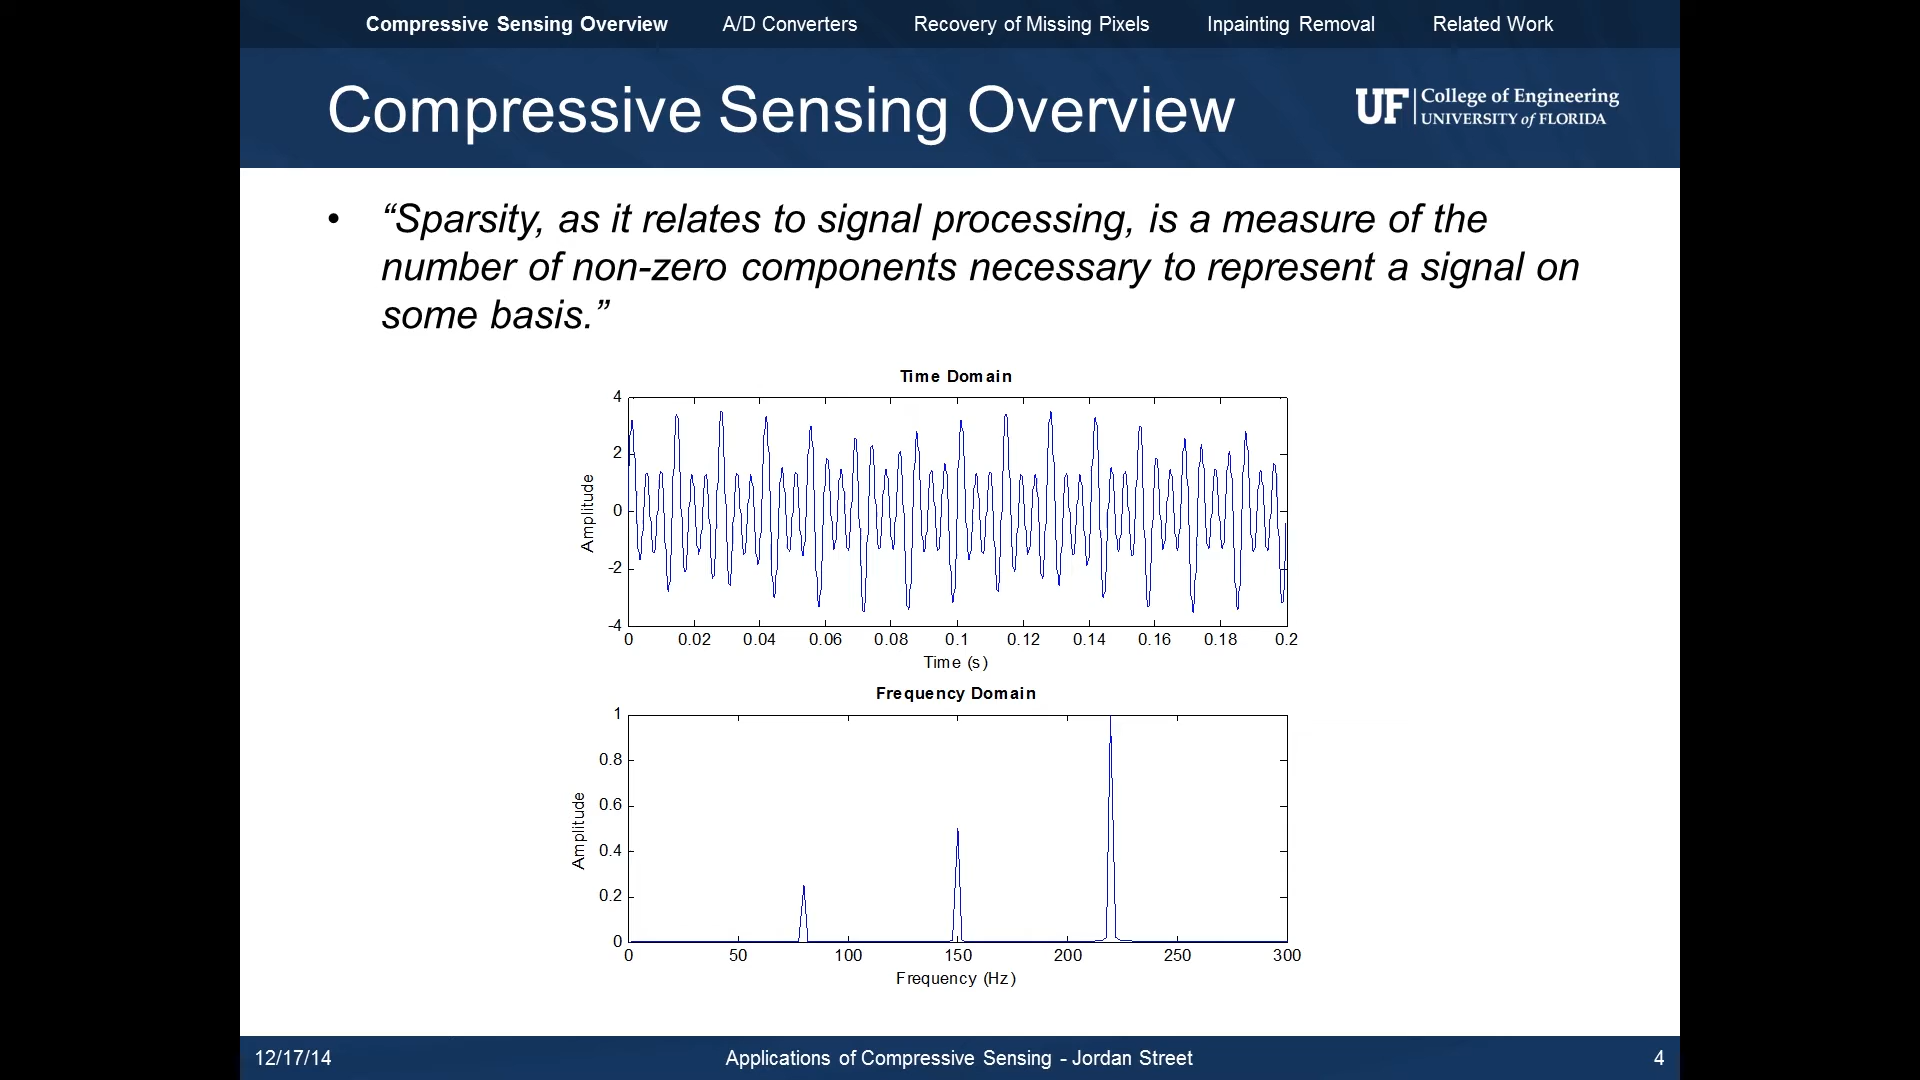 Compressive Sensing Overview A/D Converters Recovery of Missing Pixels Inpainting Removal Related Work
Compressive Sensing Overview
UF College of Engineering
UNIVERSITY of FLORIDA
• “Sparsity, as it relates to signal processing, is a measure of the
number of non-zero components necessary to represent a signal on
some basis.”
Time Domain
4
2
0
-2
-4
Amplitude
0 0.02 0.04 0.06 0.08 0.1 0.12 0.14 0.16 0.18 0.2
Time (s)
Frequency Domain
1
0.8
0.6
0.4
0.2
0
Amplitude
0 50 100 150 200 250 300
Frequency (Hz)
12/17/14 Applications of Compressive Sensing - Jordan Street 4